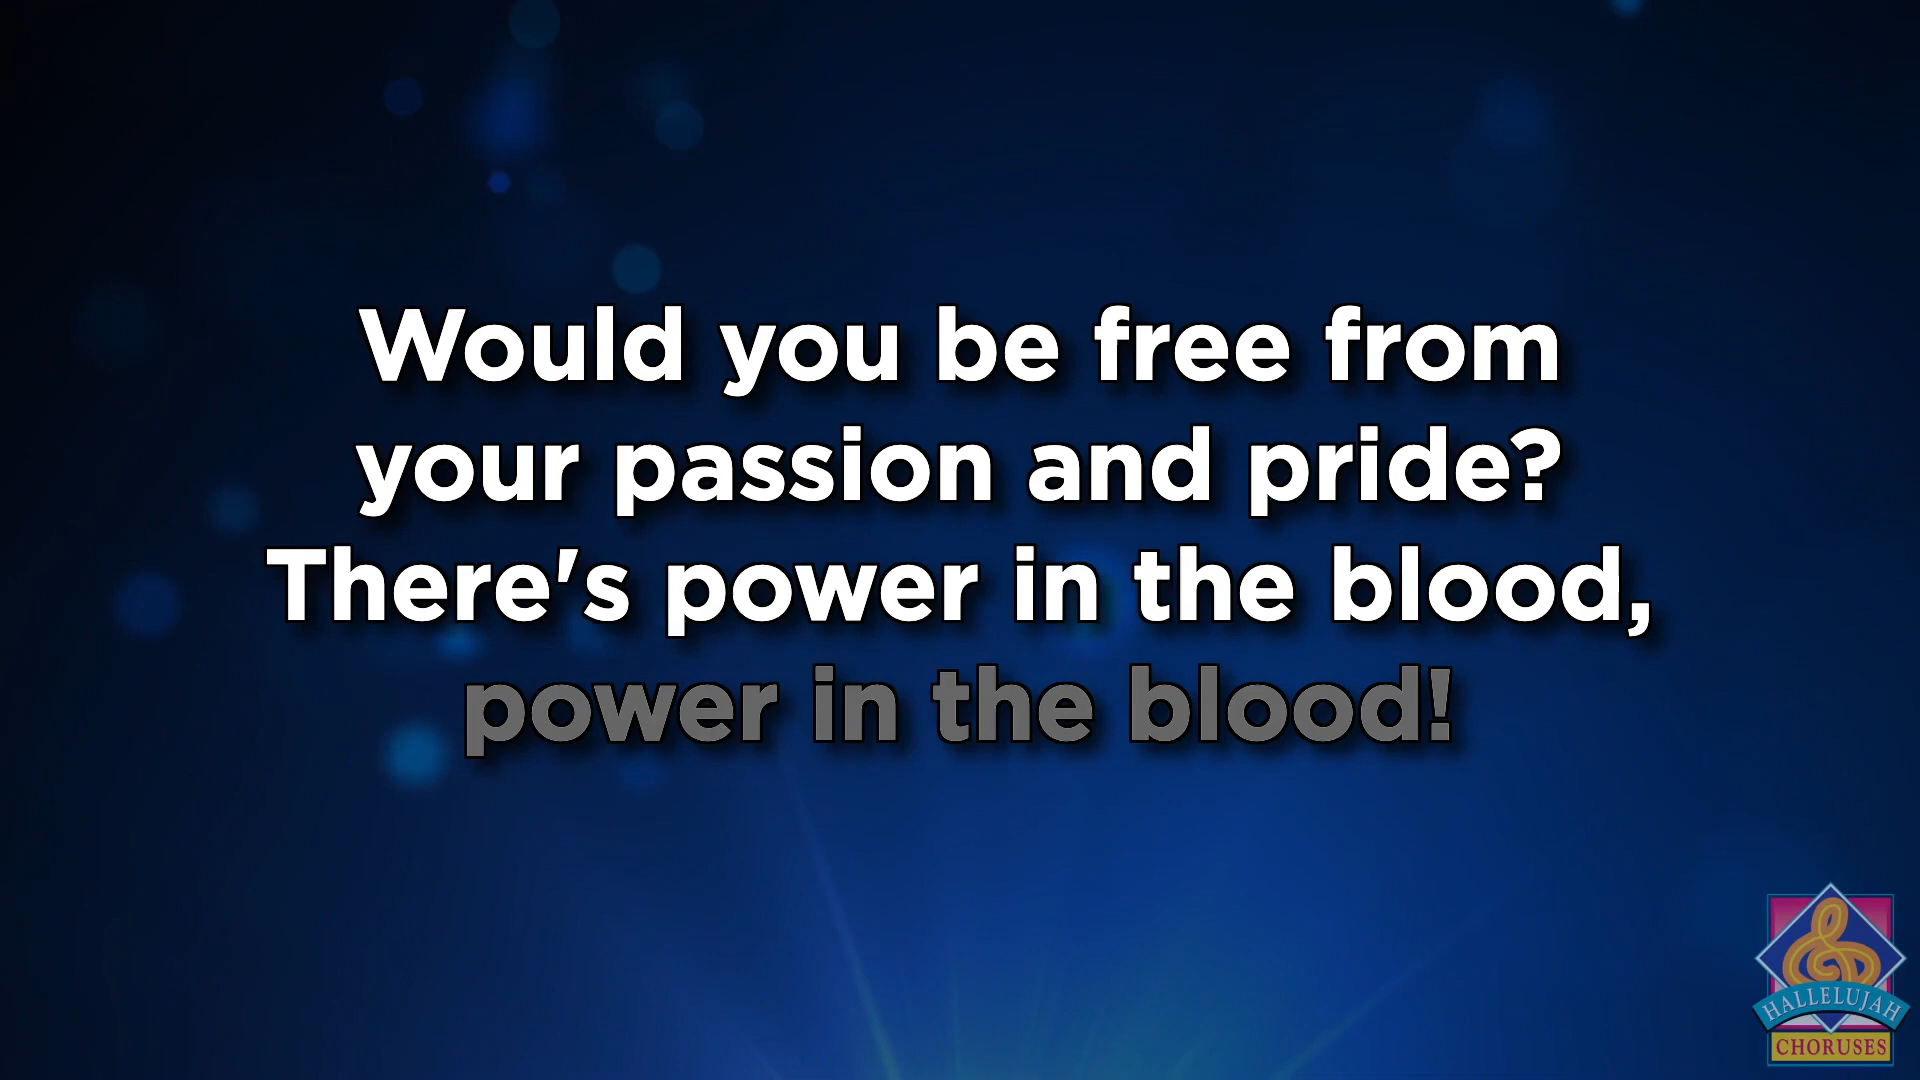 Would you be free from
your passion and pride?
There's power in the blood,
power in the blood!
HALLELUJAH
CHORUSES